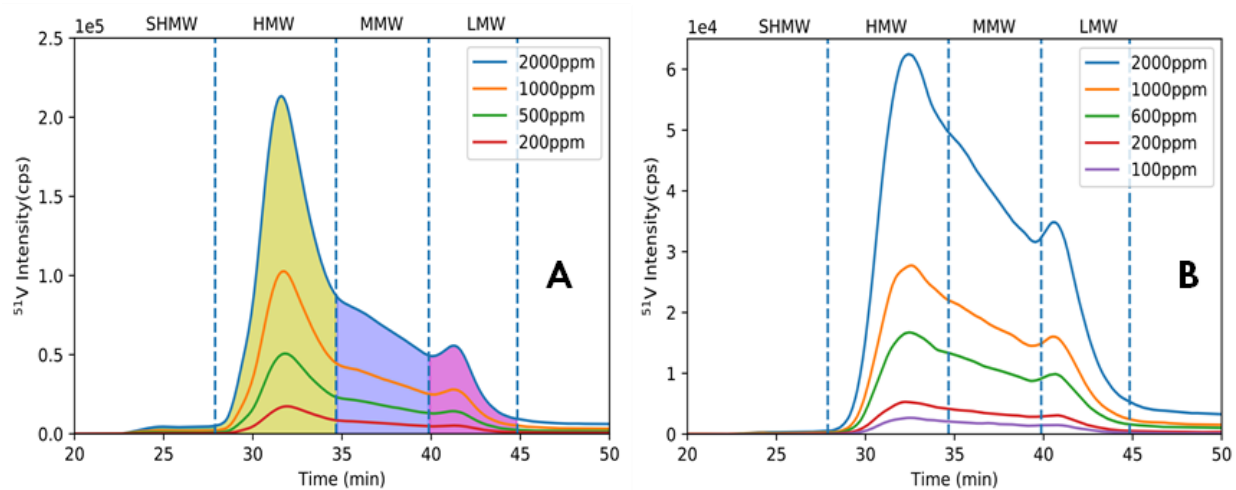 SHMW HMW MMW LMW
1e5
2.5
2.0
1.5
1.0
0.5
0.0
20 25 30 35 40 45 50
Time (min)
⁵¹V Intensity(cps)
2000ppm
1000ppm
500ppm
200ppm
A
SHMW HMW MMW LMW
1e4
6
5
4
3
2
1
0
20 25 30 35 40 45 50
Time (min)
⁵¹V Intensity(cps)
2000ppm
1000ppm
600ppm
200ppm
100ppm
B